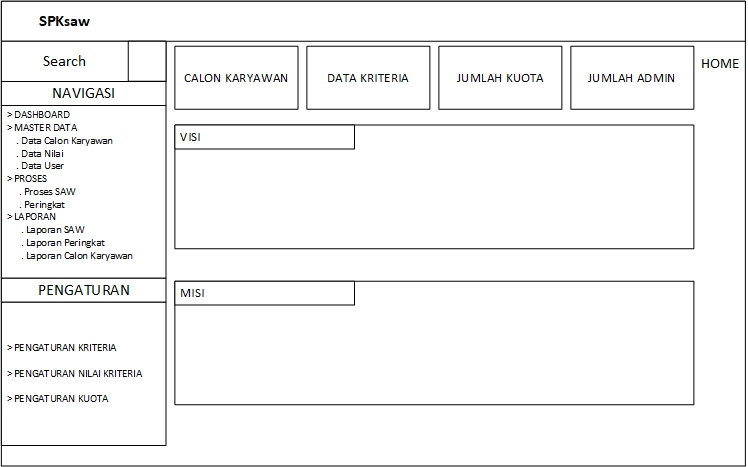 SPKsaw
Search
CALON KARYAWAN
DATA KRITERIA
JUMLAH KUOTA
JUMLAH ADMIN
HOME
NAVIGASI
> DASHBOARD
> MASTER DATA
. Data Calon Karyawan
. Data Nilai
. Data User
> PROSES
. Proses SAW
. Peringkat
> LAPORAN
. Laporan SAW
. Laporan Peringkat
. Laporan Calon Karyawan
PENGATURAN
> PENGATURAN KRITERIA
> PENGATURAN NILAI KRITERIA
> PENGATURAN KUOTA
VISI
MISI